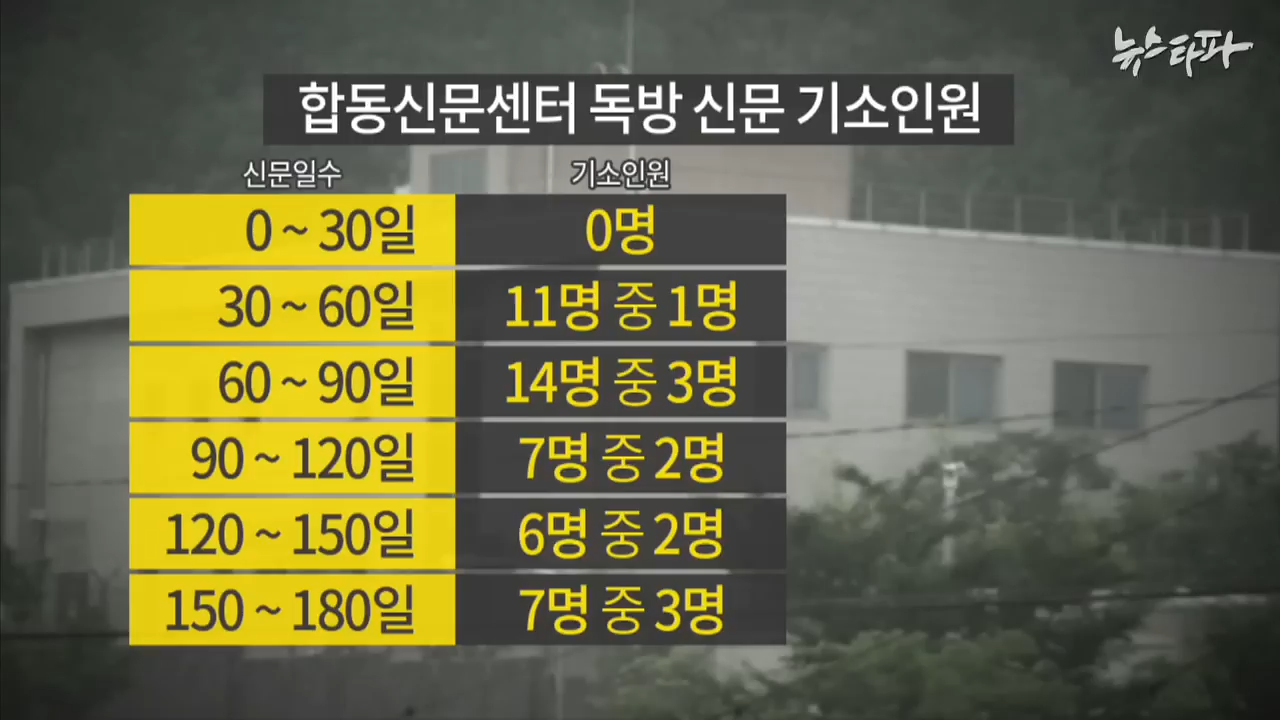 뉴스타파
합동신문센터 독방 신문 기소인원
신문일수 기소인원
0 ~ 30일 0명
30 ~ 60일 11명 중 1명
60 ~ 90일 14명 중 3명
90 ~ 120일 7명 중 2명
120 ~ 150일 6명 중 2명
150 ~ 180일 7명 중 3명